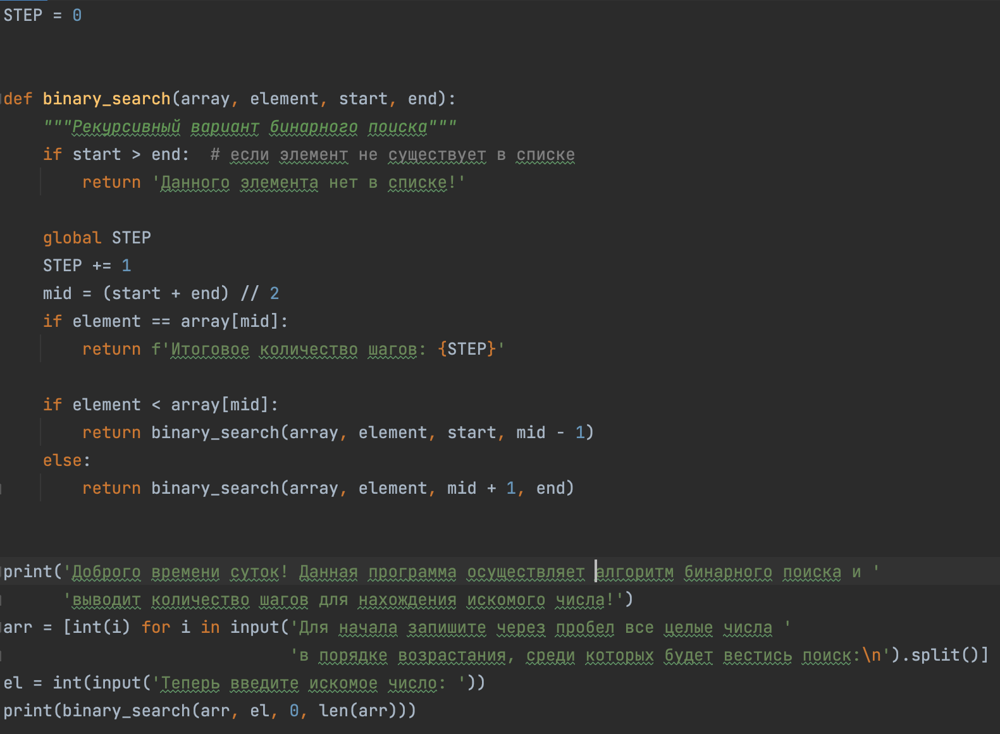 STEP = 0
def binary_search(array, element, start, end):
    """Рекурсивный вариант бинарного поиска"""
    if start > end:  # если элемент не существует в списке
        return 'Данного элемента нет в списке!'
    global STEP
    STEP += 1
    mid = (start + end) // 2
    if element == array[mid]:
        return f'Итоговое количество шагов: {STEP}'
    if element < array[mid]:
        return binary_search(array, element, start, mid - 1)
    else:
        return binary_search(array, element, mid + 1, end)
print('Доброго времени суток! Данная программа осуществляет алгоритм бинарного поиска и '
      'выводит количество шагов для нахождения искомого числа!')
arr = [int(i) for i in input('Для начала запишите через пробел все целые числа '
                             'в порядке возрастания, среди которых будет вестись поиск:\n').split()]
el = int(input('Теперь введите искомое число: '))
print(binary_search(arr, el, 0, len(arr)))